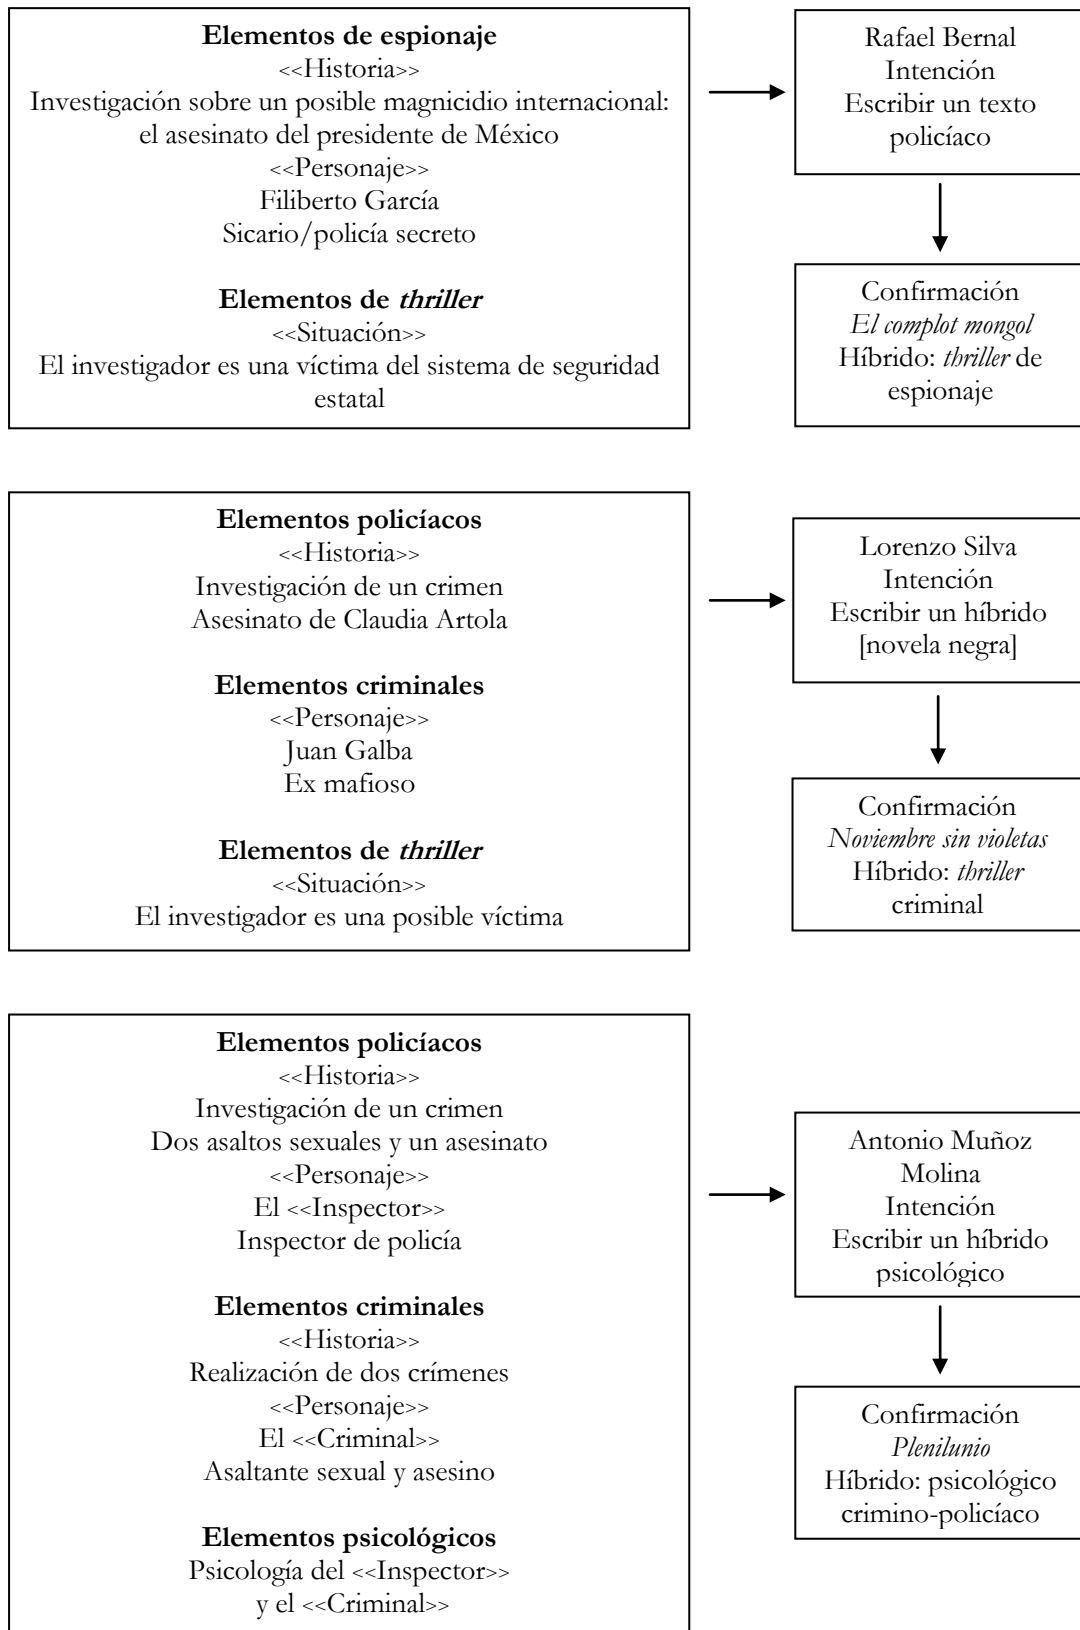 Elementos de espionaje
<<Historia>>
Investigación sobre un posible magnicidio internacional:
el asesinato del presidente de México
<<Personaje>>
Filiberto García
Sicario/policía secreto
Elementos de thriller
<<Situación>>
El investigador es una víctima del sistema de seguridad
estatal
Rafael Bernal
Intención
Escribir un texto
policíaco
Confirmación
El complot mongol
Híbrido: thriller de
espionaje
Elementos policíacos
<<Historia>>
Investigación de un crimen
Asesinato de Claudia Artola
Elementos criminales
<<Personaje>>
Juan Galba
Ex mafioso
Elementos de thriller
<<Situación>>
El investigador es una posible víctima
Lorenzo Silva
Intención
Escribir un híbrido
[novela negra]
Confirmación
Noviembre sin violetas
Híbrido: thriller
criminal
Elementos policíacos
<<Historia>>
Investigación de un crimen
Dos asaltos sexuales y un asesinato
<<Personaje>>
El <<Inspector>>
Inspector de policía
Elementos criminales
<<Historia>>
Realización de dos crímenes
<<Personaje>>
El <<Criminal>>
Asaltante sexual y asesino
Elementos psicológicos
Psicología del <<Inspector>>
y el <<Criminal>>
Antonio Muñoz
Molina
Intención
Escribir un híbrido
psicológico
Confirmación
Plenilunio
Híbrido: psicológico
crimino-policíaco